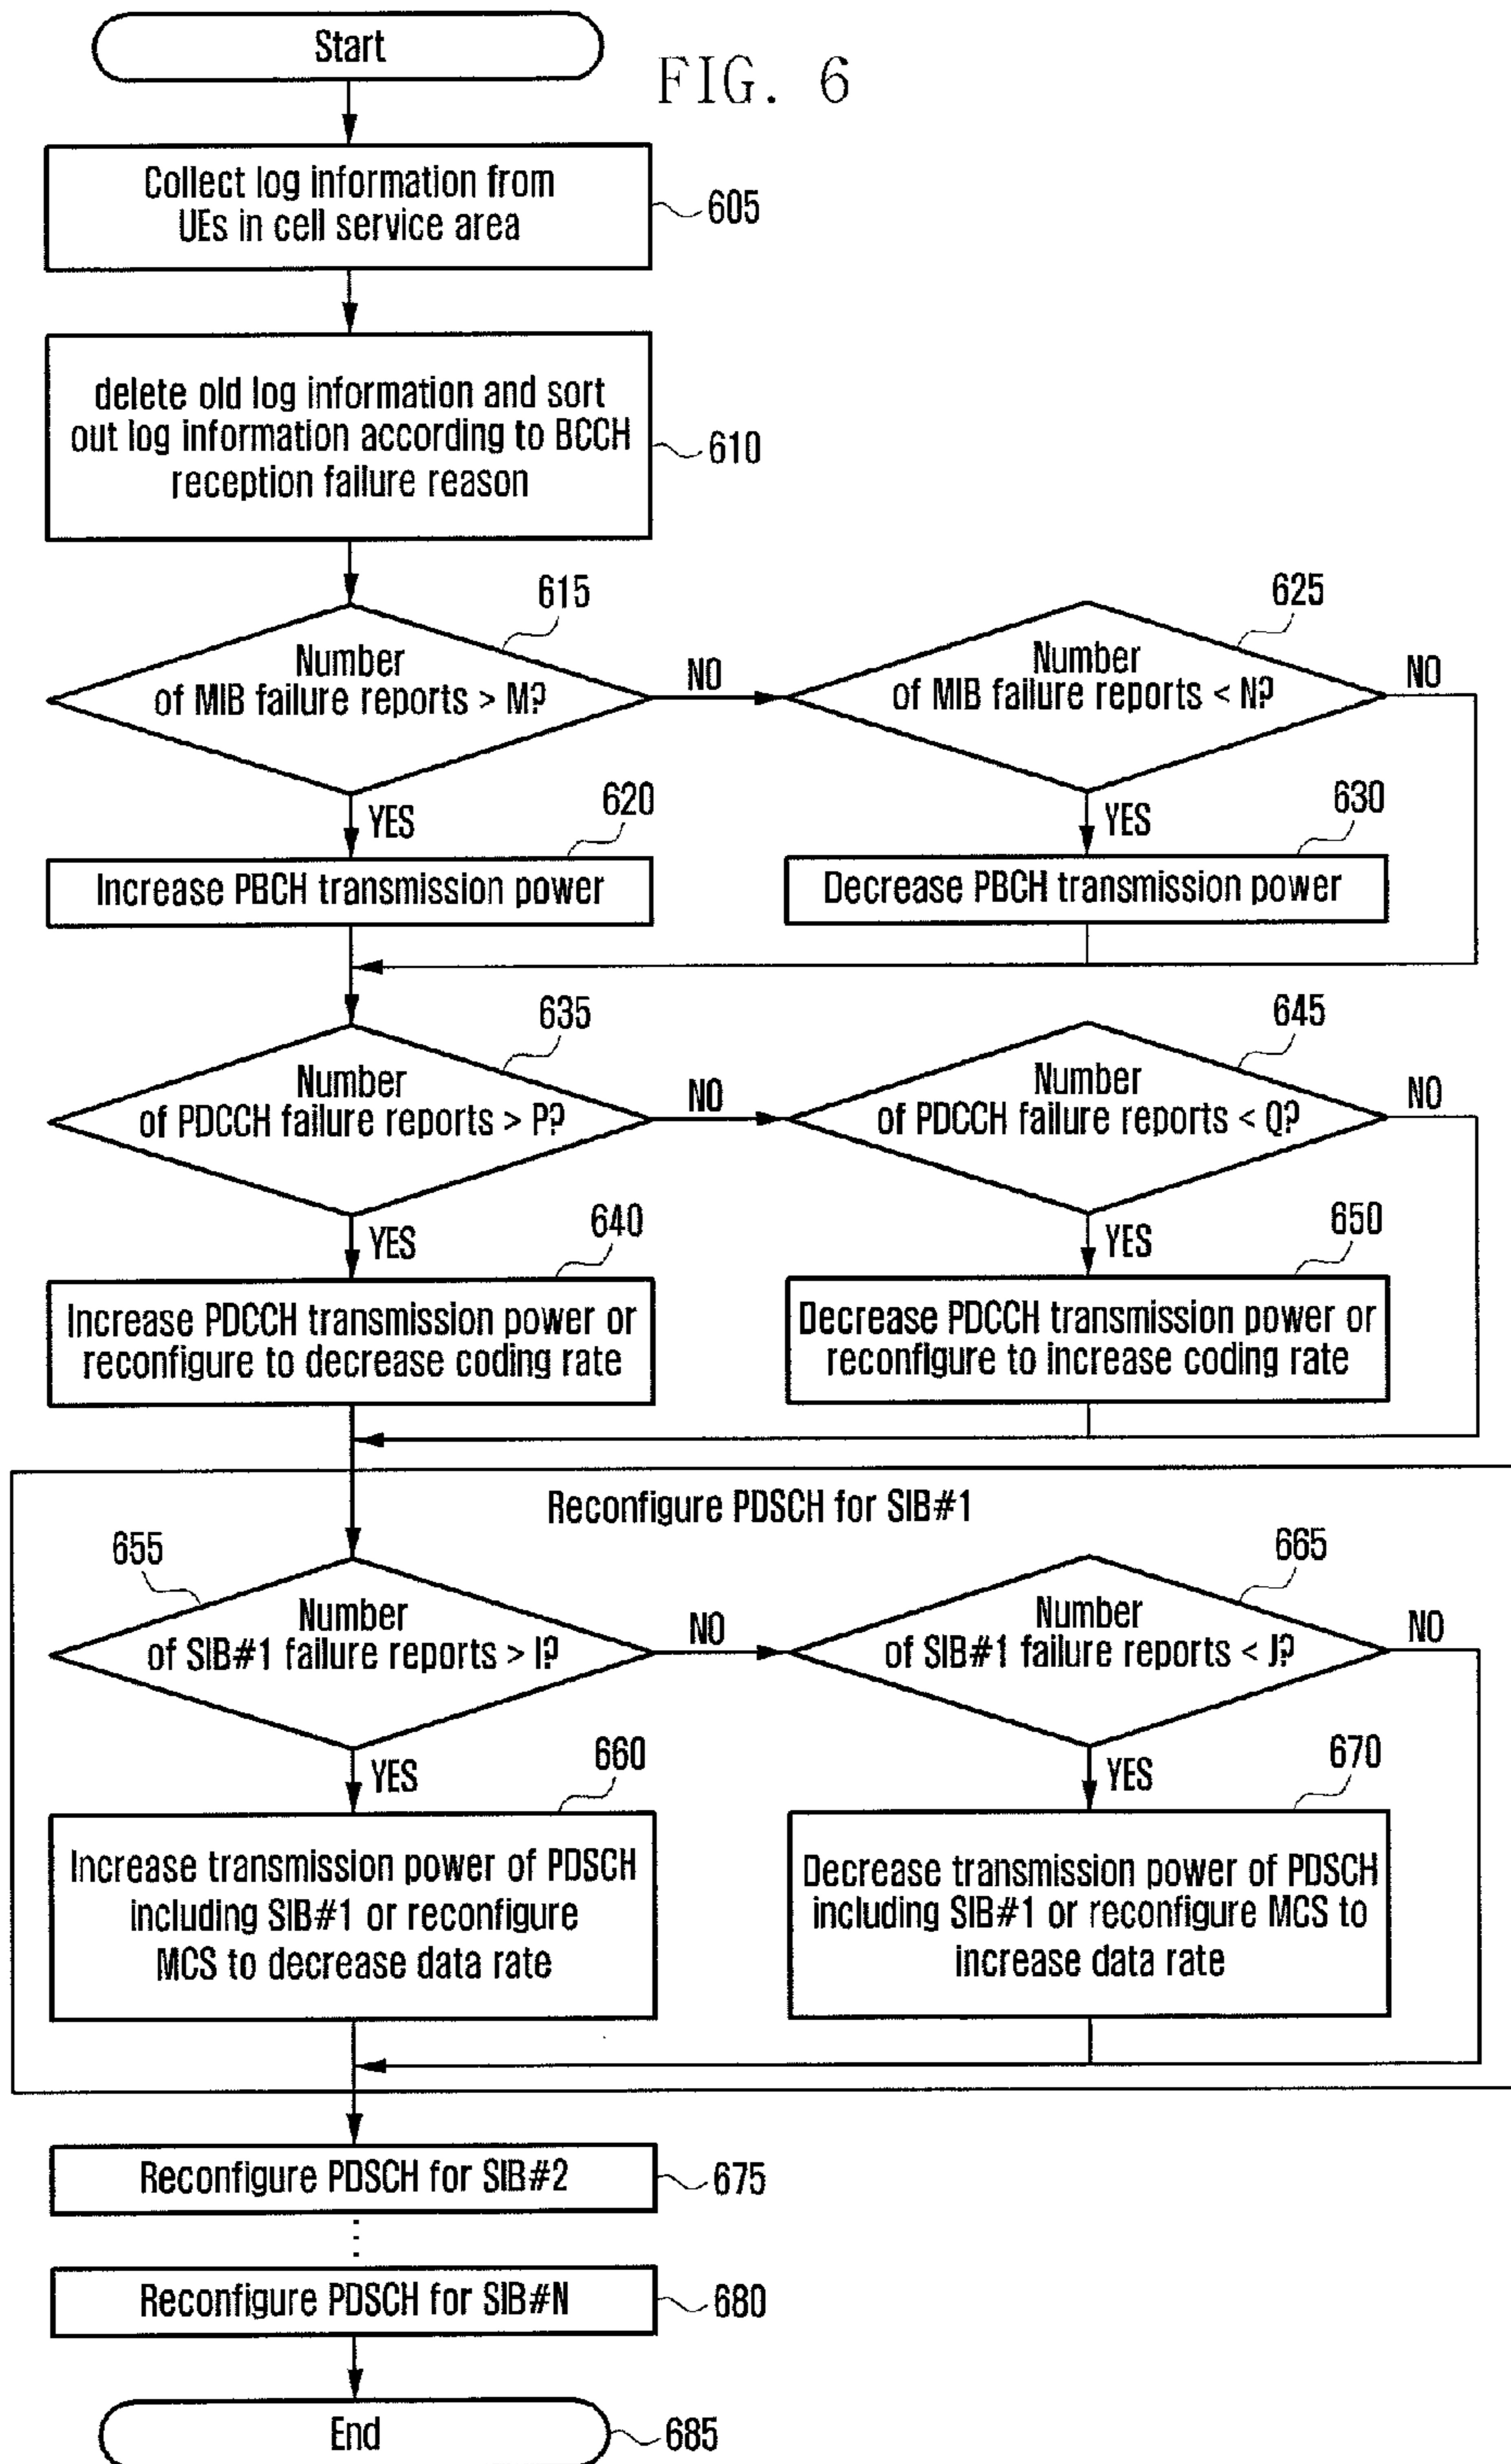 Start
FIG. 6
Collect log information from
UEs in cell service area
605
delete old log information and sort
out log information according to BCCH
reception failure reason
610
615
Number
of MIB failure reports > M?
NO
625
Number
of MIB failure reports < N?
NO
YES
620
Increase PBCH transmission power
YES
630
Decrease PBCH transmission power
635
Number
of PDCCH failure reports > P?
NO
645
Number
of PDCCH failure reports < Q?
NO
YES
640
Increase PDCCH transmission power or
reconfigure to decrease coding rate
YES
650
Decrease PDCCH transmission power or
reconfigure to increase coding rate
Reconfigure PDSCH for SIB#1
655
Number
of SIB#1 failure reports > I?
NO
665
Number
of SIB#1 failure reports < J?
NO
YES
660
Increase transmission power of PDSCH
including SIB#1 or reconfigure
MCS to decrease data rate
YES
670
Decrease transmission power of PDSCH
including SIB#1 or reconfigure MCS to
increase data rate
Reconfigure PDSCH for SIB#2
675
Reconfigure PDSCH for SIB#N
680
End
685